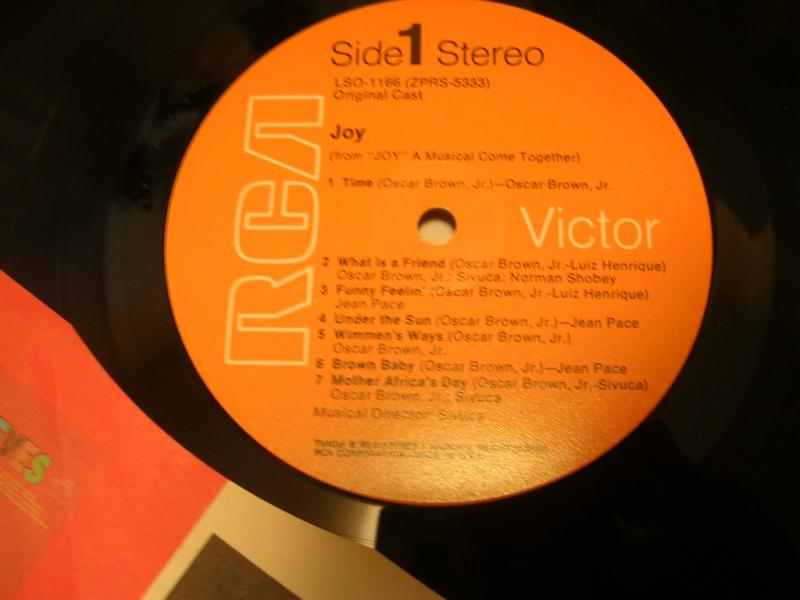 Side 1 Stereo
LSO-1166 (ZPRS-5333)
Original Cast
Joy
(from "JOY" A Musical Come Together)
1 Time (Oscar Brown, Jr.)—Oscar Brown, Jr.
RCA
Victor
2 What Is a Friend (Oscar Brown, Jr.-Luiz Henrique)
Oscar Brown, Jr.; Sivuca; Norman Shobey
3 Funny Feelin' (Oscar Brown, Jr.-Luiz Henrique)
Jean Pace
4 Under the Sun (Oscar Brown, Jr.)—Jean Pace
5 Wimmen's Ways (Oscar Brown, Jr.)
Oscar Brown, Jr.
6 Brown Baby (Oscar Brown, Jr.)—Jean Pace
7 Mother Africa's Day (Oscar Brown, Jr.-Sivuca)
Oscar Brown, Jr.; Sivuca
Musical Director: Sivuca